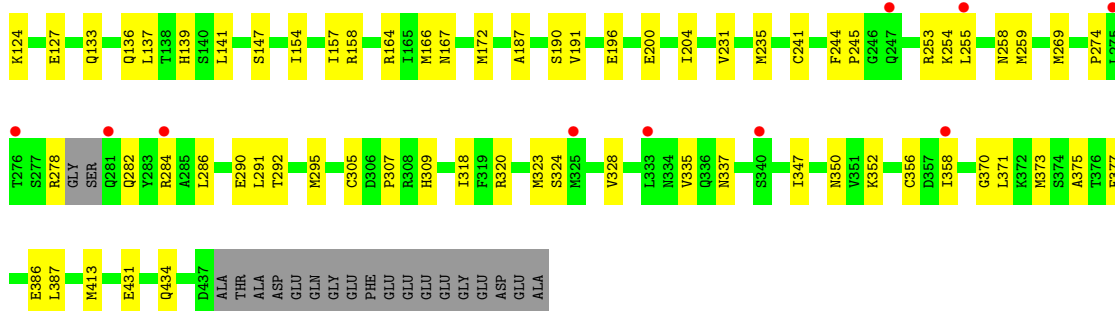 K124 E127 Q133 Q136 L137 T138 H139 S140 L141 S147 I154 I157 R158 R164 I165 M166 N167 M172 A187 S190 V191 E196 E200 I204 V231 M235 C241 F244 P245 G246 Q247 R253 K254 L255 N258 M259 M269 P274 L275
T276 S277 R278 GLY SER Q281 Q282 Y283 R284 A285 L286 E290 L291 T292 M295 C305 D306 P307 R308 H309 I318 F319 R320 M323 S324 M325 V328 L333 N334 V335 Q336 N337 S340 I347 N350 V351 K352 C356 D357 I358 G370 L371 K372 M373 S374 A375 T376
E386 L387 M413 E431 Q434 D437 ALA THR ALA ASP GLU GLN GLY GLU PHE GLU GLU GLU GLU GLY GLU ASP GLU ALA